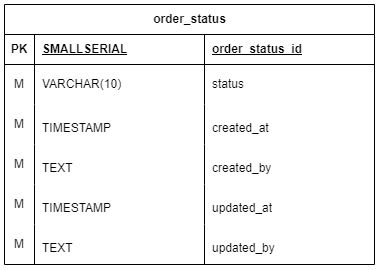 order_status
PK SMALLSERIAL order_status_id
M VARCHAR(10) status
M TIMESTAMP created_at
M TEXT created_by
M TIMESTAMP updated_at
M TEXT updated_by